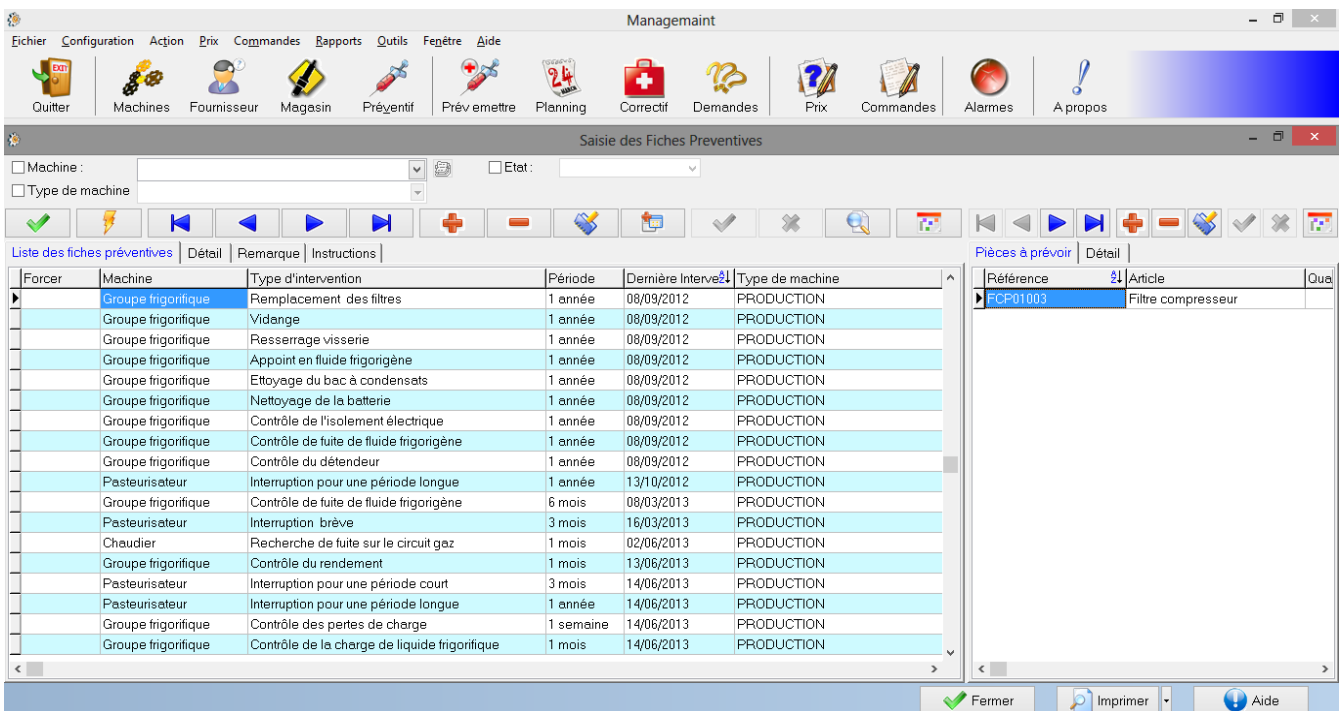 Managemaint
Fichier Configuration Action Prix Commandes Rapports Outils Fenêtre Aide
EXIT 24 MARCH
Quitter Machines Fournisseur Magasin Préventif Prév emettre Planning Correctif Demandes Prix Commandes Alarmes A propos
Saisie des Fiches Preventives
Machine : Etat :
Type de machine
Liste des fiches préventives Détail Remarque Instructions Pièces à prévoir Détail
Forcer Machine Type d'intervention Période Dernière Interve Type de machine Référence Article Qua
Groupe frigorifique Remplacement des filtres 1 année 08/09/2012 PRODUCTION FCP01003 Filtre compresseur
Groupe frigorifique Vidange 1 année 08/09/2012 PRODUCTION
Groupe frigorifique Resserrage visserie 1 année 08/09/2012 PRODUCTION
Groupe frigorifique Appoint en fluide frigorigène 1 année 08/09/2012 PRODUCTION
Groupe frigorifique Ettoyage du bac à condensats 1 année 08/09/2012 PRODUCTION
Groupe frigorifique Nettoyage de la batterie 1 année 08/09/2012 PRODUCTION
Groupe frigorifique Contrôle de l'isolement électrique 1 année 08/09/2012 PRODUCTION
Groupe frigorifique Contrôle de fuite de fluide frigorigène 1 année 08/09/2012 PRODUCTION
Groupe frigorifique Contrôle du détendeur 1 année 08/09/2012 PRODUCTION
Pasteurisateur Interruption pour une période longue 1 année 13/10/2012 PRODUCTION
Groupe frigorifique Contrôle de fuite de fluide frigorigène 6 mois 08/03/2013 PRODUCTION
Pasteurisateur Interruption brève 3 mois 16/03/2013 PRODUCTION
Chaudier Recherche de fuite sur le circuit gaz 1 mois 02/06/2013 PRODUCTION
Groupe frigorifique Contrôle du rendement 1 mois 13/06/2013 PRODUCTION
Pasteurisateur Interruption pour une période court 3 mois 14/06/2013 PRODUCTION
Pasteurisateur Interruption pour une période longue 1 année 14/06/2013 PRODUCTION
Groupe frigorifique Contrôle des pertes de charge 1 semaine 14/06/2013 PRODUCTION
Groupe frigorifique Contrôle de la charge de liquide frigorifique 1 mois 14/06/2013 PRODUCTION
Fermer Imprimer Aide